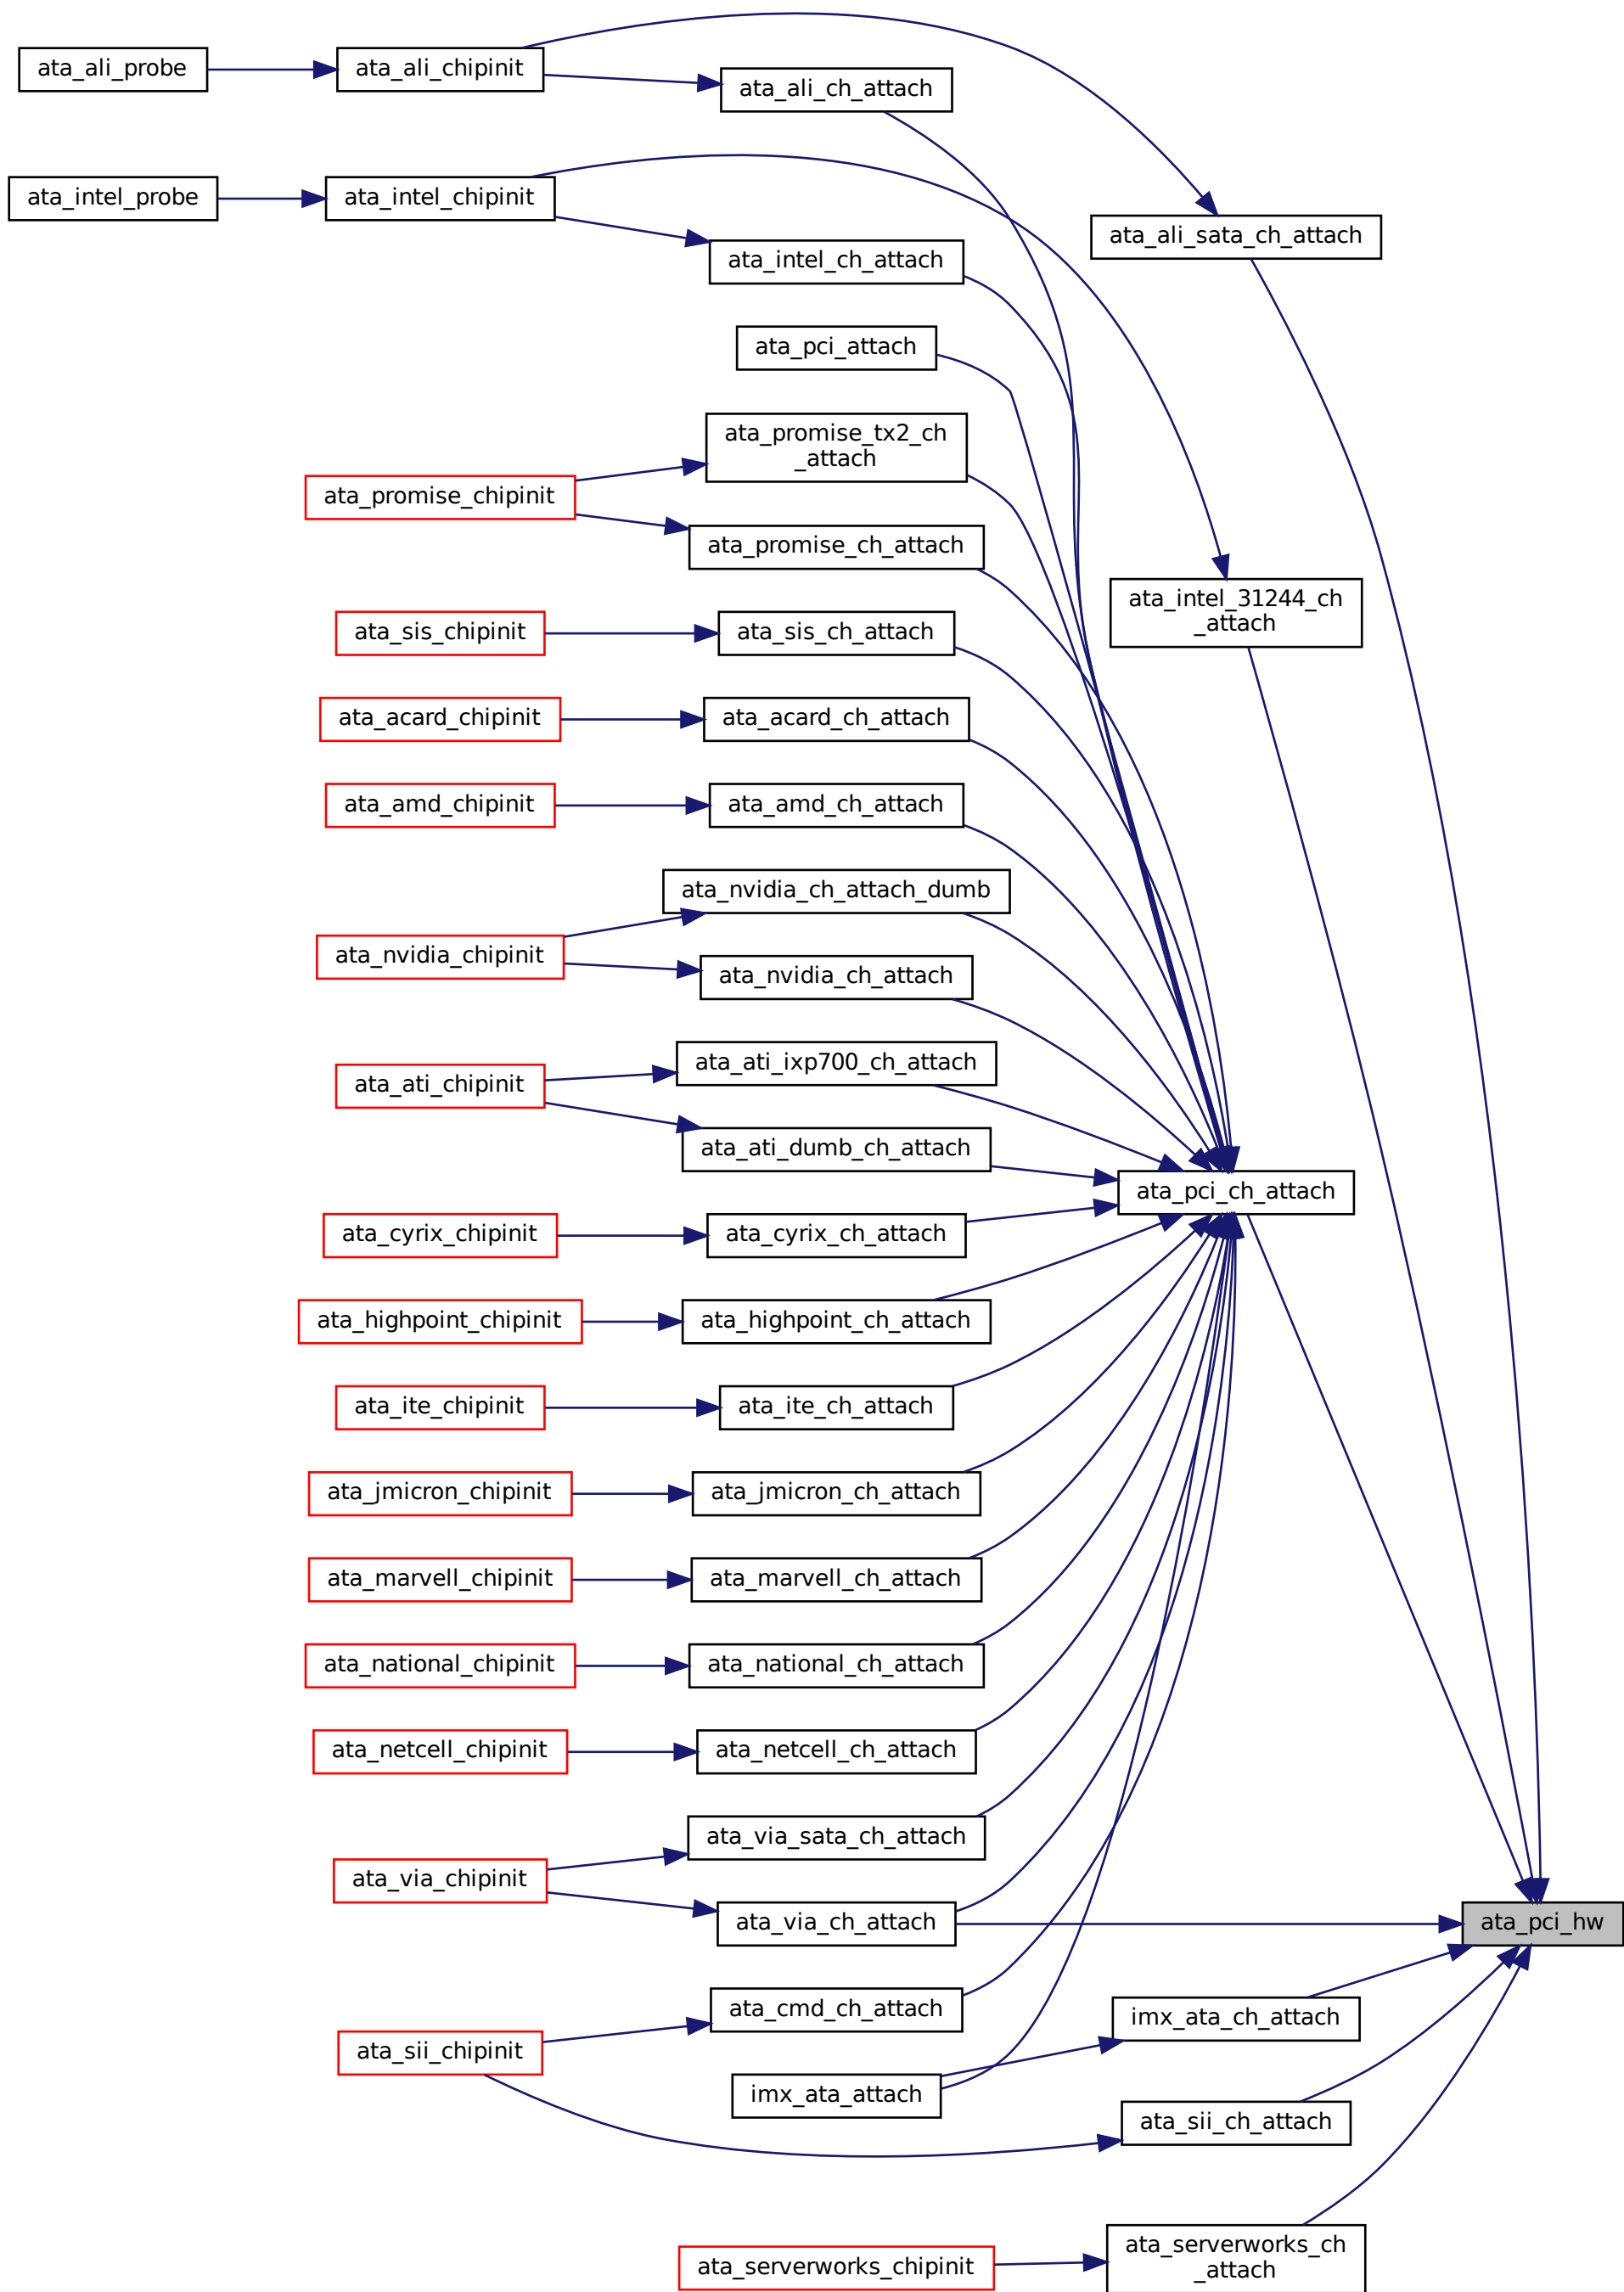 ata_ali_probe
ata_ali_chipinit
ata_ali_ch_attach
ata_intel_probe
ata_intel_chipinit
ata_ali_sata_ch_attach
ata_intel_ch_attach
ata_pci_attach
ata_promise_tx2_ch
_attach
ata_promise_chipinit
ata_promise_ch_attach
ata_intel_31244_ch
_attach
ata_sis_chipinit
ata_sis_ch_attach
ata_acard_chipinit
ata_acard_ch_attach
ata_amd_chipinit
ata_amd_ch_attach
ata_nvidia_ch_attach_dumb
ata_nvidia_chipinit
ata_nvidia_ch_attach
ata_ati_ixp700_ch_attach
ata_ati_chipinit
ata_ati_dumb_ch_attach
ata_pci_ch_attach
ata_cyrix_chipinit
ata_cyrix_ch_attach
ata_highpoint_chipinit
ata_highpoint_ch_attach
ata_ite_chipinit
ata_ite_ch_attach
ata_jmicron_chipinit
ata_jmicron_ch_attach
ata_marvell_chipinit
ata_marvell_ch_attach
ata_national_chipinit
ata_national_ch_attach
ata_netcell_chipinit
ata_netcell_ch_attach
ata_via_sata_ch_attach
ata_via_chipinit
ata_via_ch_attach
ata_pci_hw
ata_cmd_ch_attach
imx_ata_ch_attach
ata_sii_chipinit
imx_ata_attach
ata_sii_ch_attach
ata_serverworks_ch
_attach
ata_serverworks_chipinit